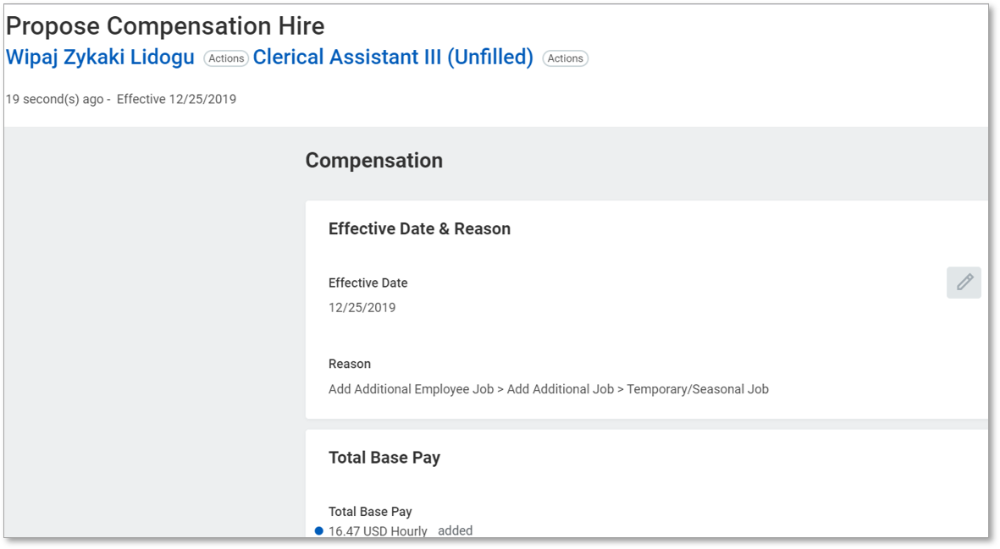 Propose Compensation Hire
Wipaj Zykaki Lidogu Actions Clerical Assistant III (Unfilled) Actions
19 second(s) ago - Effective 12/25/2019
Compensation
Effective Date & Reason
Effective Date
12/25/2019
Reason
Add Additional Employee Job > Add Additional Job > Temporary/Seasonal Job
Total Base Pay
Total Base Pay
16.47 USD Hourly added